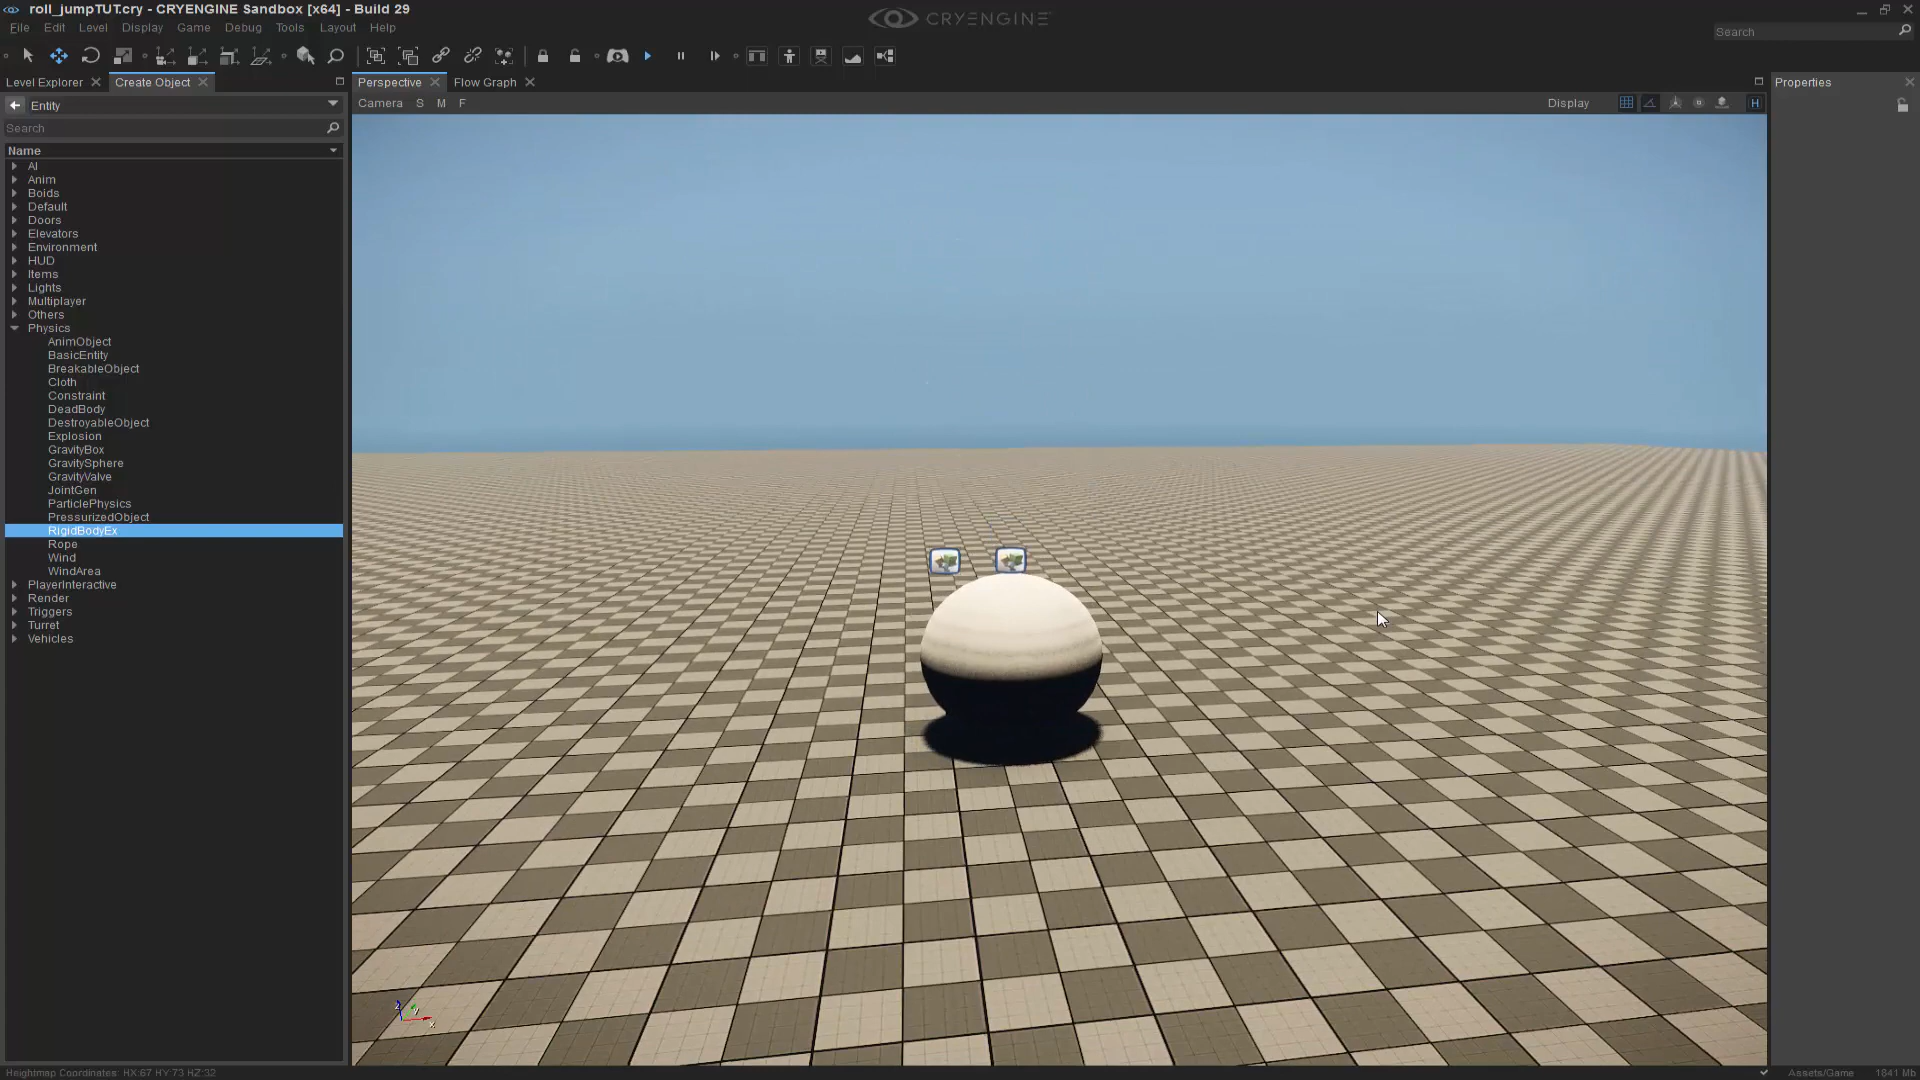 roll_jumpTUT.cry - CRYENGINE Sandbox [x64] - Build 29
CRYENGINE
File Edit Level Display Game Debug Tools Layout Help
Search
Level Explorer
Create Object
Perspective
Flow Graph
Properties
Entity
Camera S M F
Display
H
Search
Name
AI
Anim
Boids
Default
Doors
Elevators
Environment
HUD
Items
Lights
Multiplayer
Others
Physics
AnimObject
BasicEntity
BreakableObject
Cloth
Constraint
DeadBody
DestroyableObject
Explosion
GravityBox
GravitySphere
GravityValve
JointGen
ParticlePhysics
PressurizedObject
RigidBodyEx
Rope
Wind
WindArea
PlayerInteractive
Render
Triggers
Turret
Vehicles
z y x
Heightmap Coordinates: HX:67 HY:73 HZ:32
Assets/Game
1841 Mb